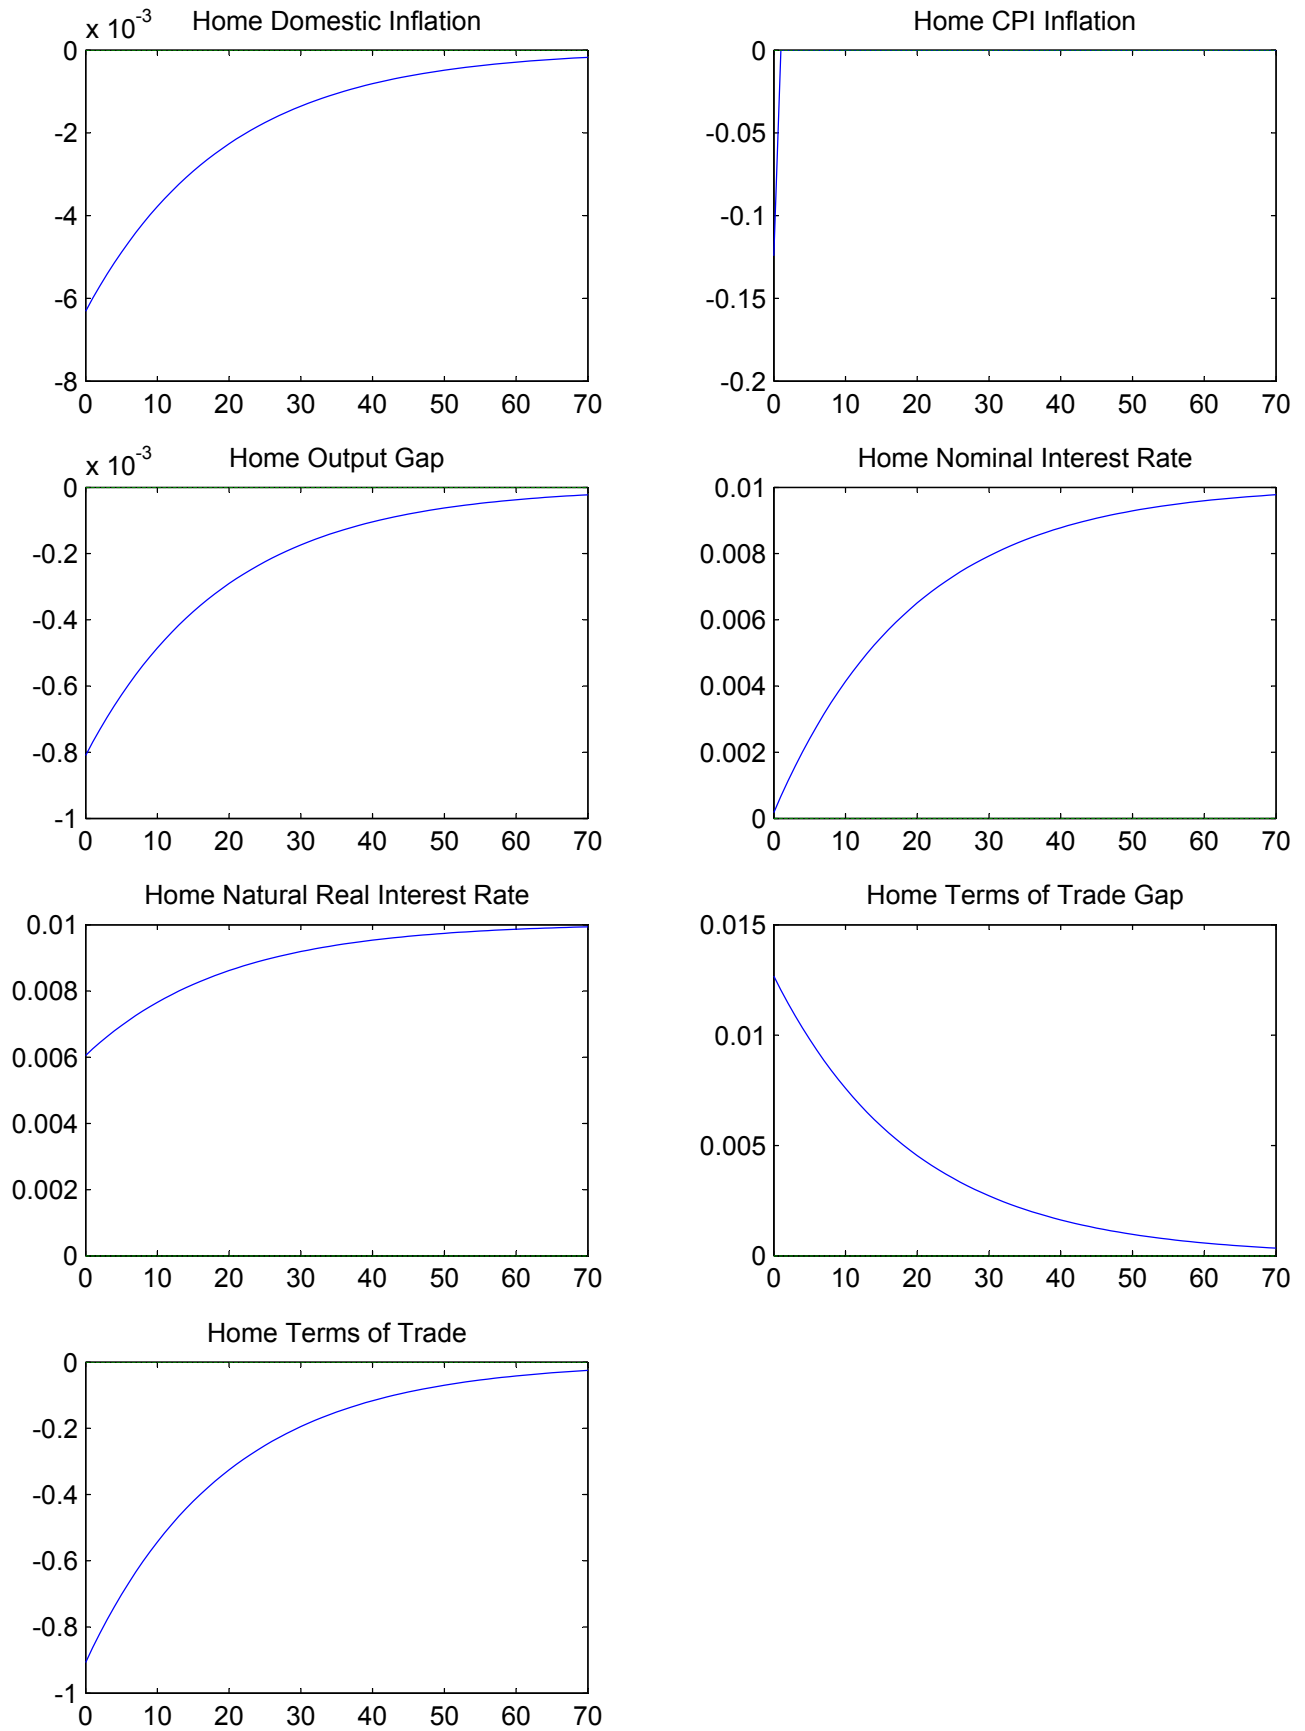 x 10-3 Home Domestic Inflation
0
-2
-4
-6
-8
0 10 20 30 40 50 60 70
Home CPI Inflation
0
-0.05
-0.1
-0.15
-0.2
0 10 20 30 40 50 60 70
x 10-3 Home Output Gap
0
-0.2
-0.4
-0.6
-0.8
-1
0 10 20 30 40 50 60 70
Home Nominal Interest Rate
0.01
0.008
0.006
0.004
0.002
0
0 10 20 30 40 50 60 70
Home Natural Real Interest Rate
0.01
0.008
0.006
0.004
0.002
0
0 10 20 30 40 50 60 70
Home Terms of Trade Gap
0.015
0.01
0.005
0
0 10 20 30 40 50 60 70
Home Terms of Trade
0
-0.2
-0.4
-0.6
-0.8
-1
0 10 20 30 40 50 60 70